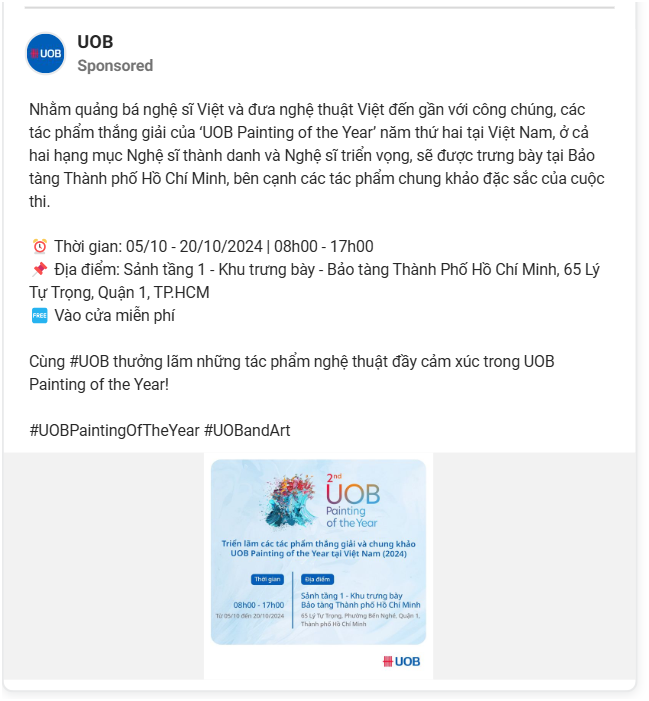 UOB
UOB
Sponsored
Nhằm quảng bá nghệ sĩ Việt và đưa nghệ thuật Việt đến gần với công chúng, các
tác phẩm thắng giải của ‘UOB Painting of the Year’ năm thứ hai tại Việt Nam, ở cả
hai hạng mục Nghệ sĩ thành danh và Nghệ sĩ triển vọng, sẽ được trưng bày tại Bảo
tàng Thành phố Hồ Chí Minh, bên cạnh các tác phẩm chung khảo đặc sắc của cuộc
thi.
⏰ Thời gian: 05/10 - 20/10/2024 | 08h00 - 17h00
📌 Địa điểm: Sảnh tầng 1 - Khu trưng bày - Bảo tàng Thành Phố Hồ Chí Minh, 65 Lý
Tự Trọng, Quận 1, TP.HCM
🆓 Vào cửa miễn phí
Cùng #UOB thưởng lãm những tác phẩm nghệ thuật đầy cảm xúc trong UOB
Painting of the Year!
#UOBPaintingOfTheYear #UOBandArt
2nd
UOB
Painting
of the Year
Triển lãm các tác phẩm thắng giải và chung khảo
UOB Painting of the Year tại Việt Nam (2024)
Thời gian
08h00 - 17h00
Từ 05/10 đến 20/10/2024
Địa điểm
Sảnh tầng 1 - Khu trưng bày
Bảo tàng Thành phố Hồ Chí Minh
65 Lý Tự Trọng, Phường Bến Nghé, Quận 1,
Thành phố Hồ Chí Minh
UOB